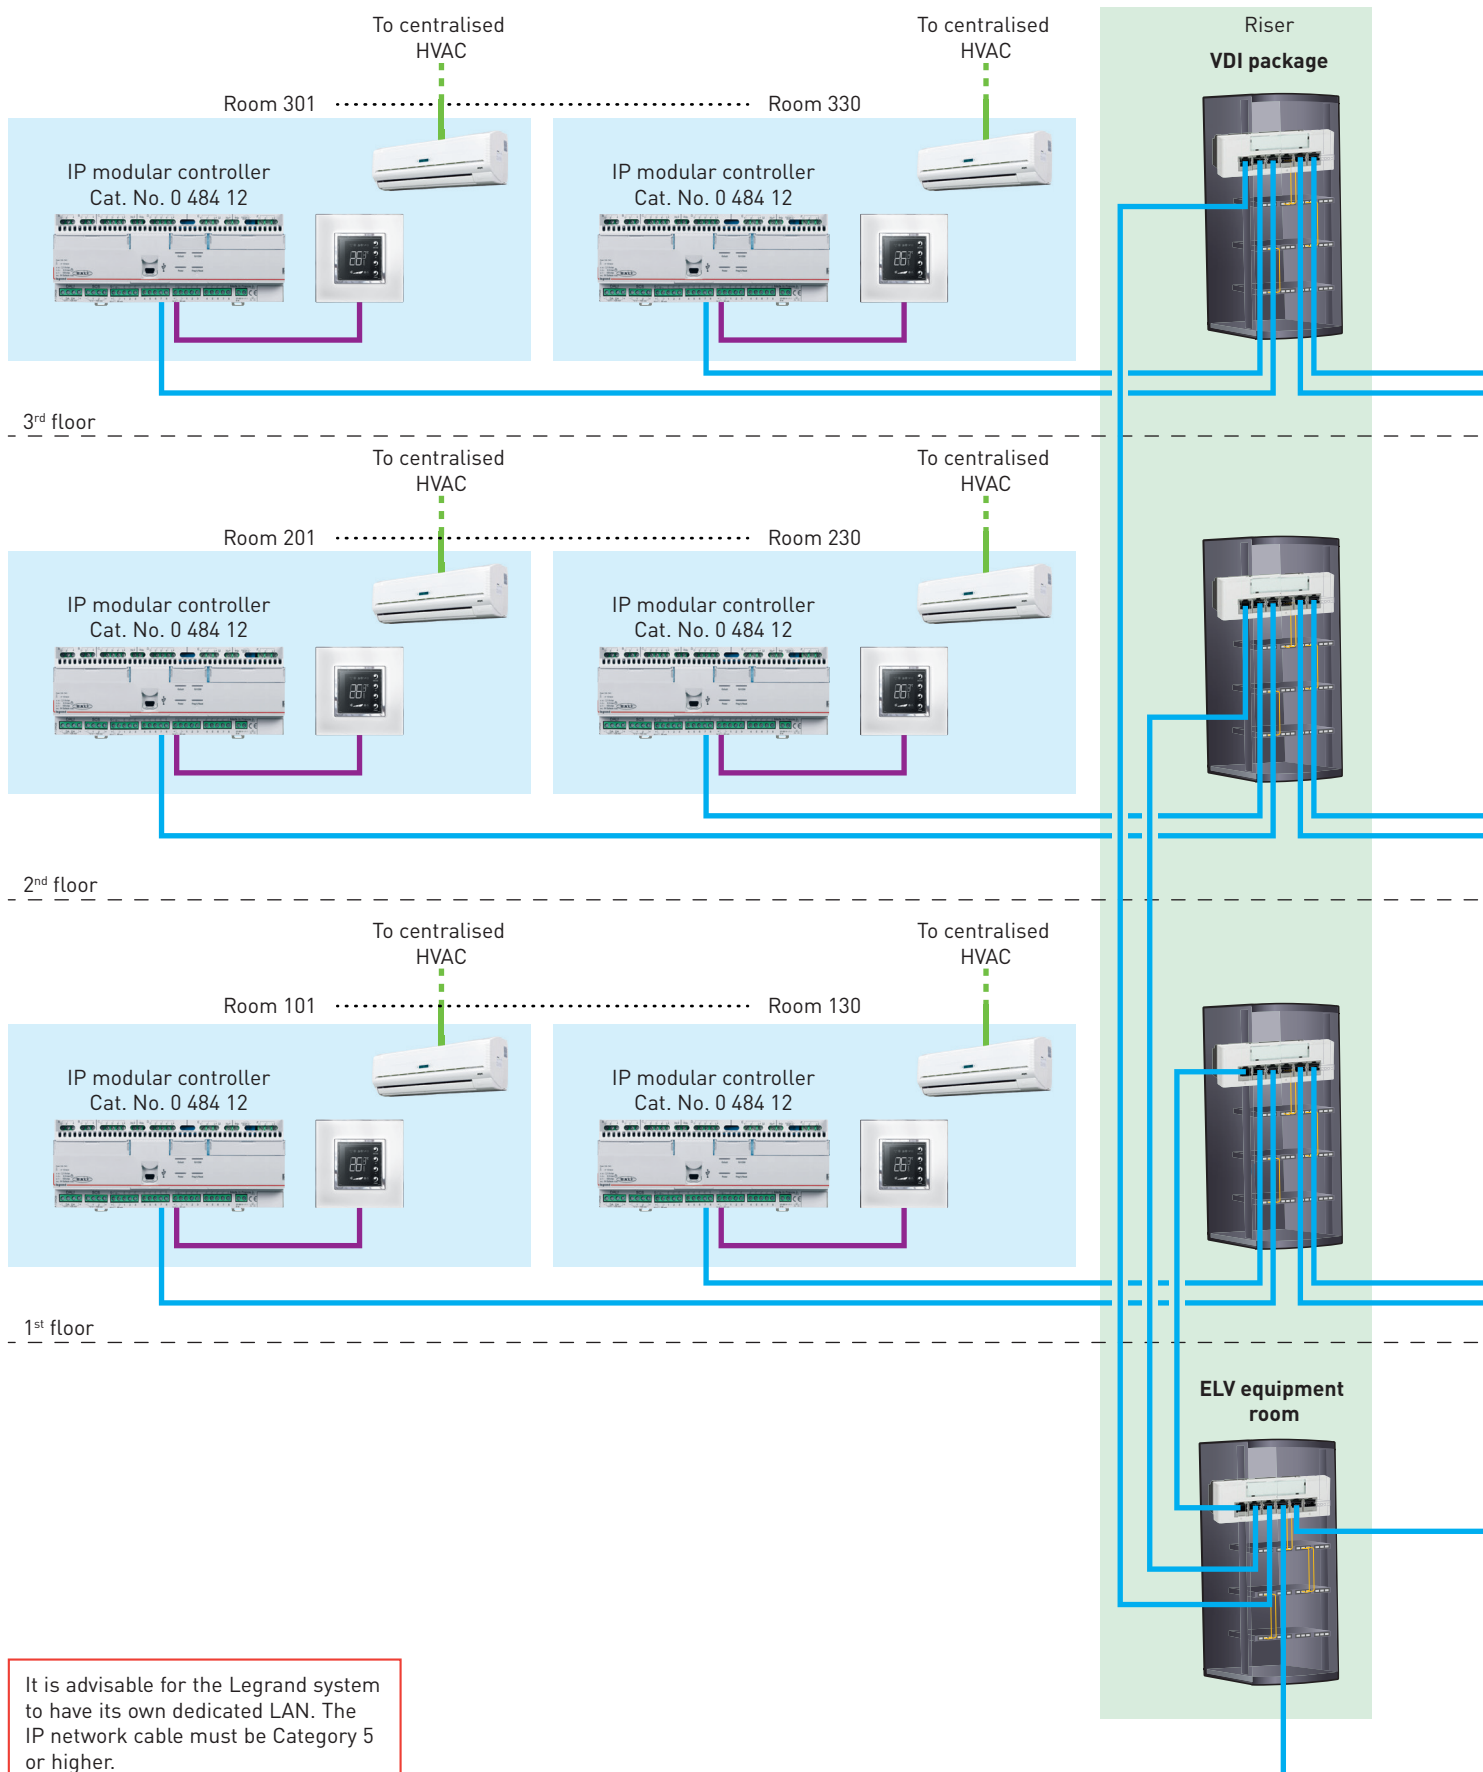 To centralised
HVAC
To centralised
HVAC
Riser
VDI package
Room 301
Room 330
IP modular controller
Cat. No. 0 484 12
IP modular controller
Cat. No. 0 484 12
3rd floor
To centralised
HVAC
To centralised
HVAC
Room 201
Room 230
IP modular controller
Cat. No. 0 484 12
IP modular controller
Cat. No. 0 484 12
2nd floor
To centralised
HVAC
To centralised
HVAC
Room 101
Room 130
IP modular controller
Cat. No. 0 484 12
IP modular controller
Cat. No. 0 484 12
1st floor
ELV equipment
room
It is advisable for the Legrand system
to have its own dedicated LAN. The
IP network cable must be Category 5
or higher.